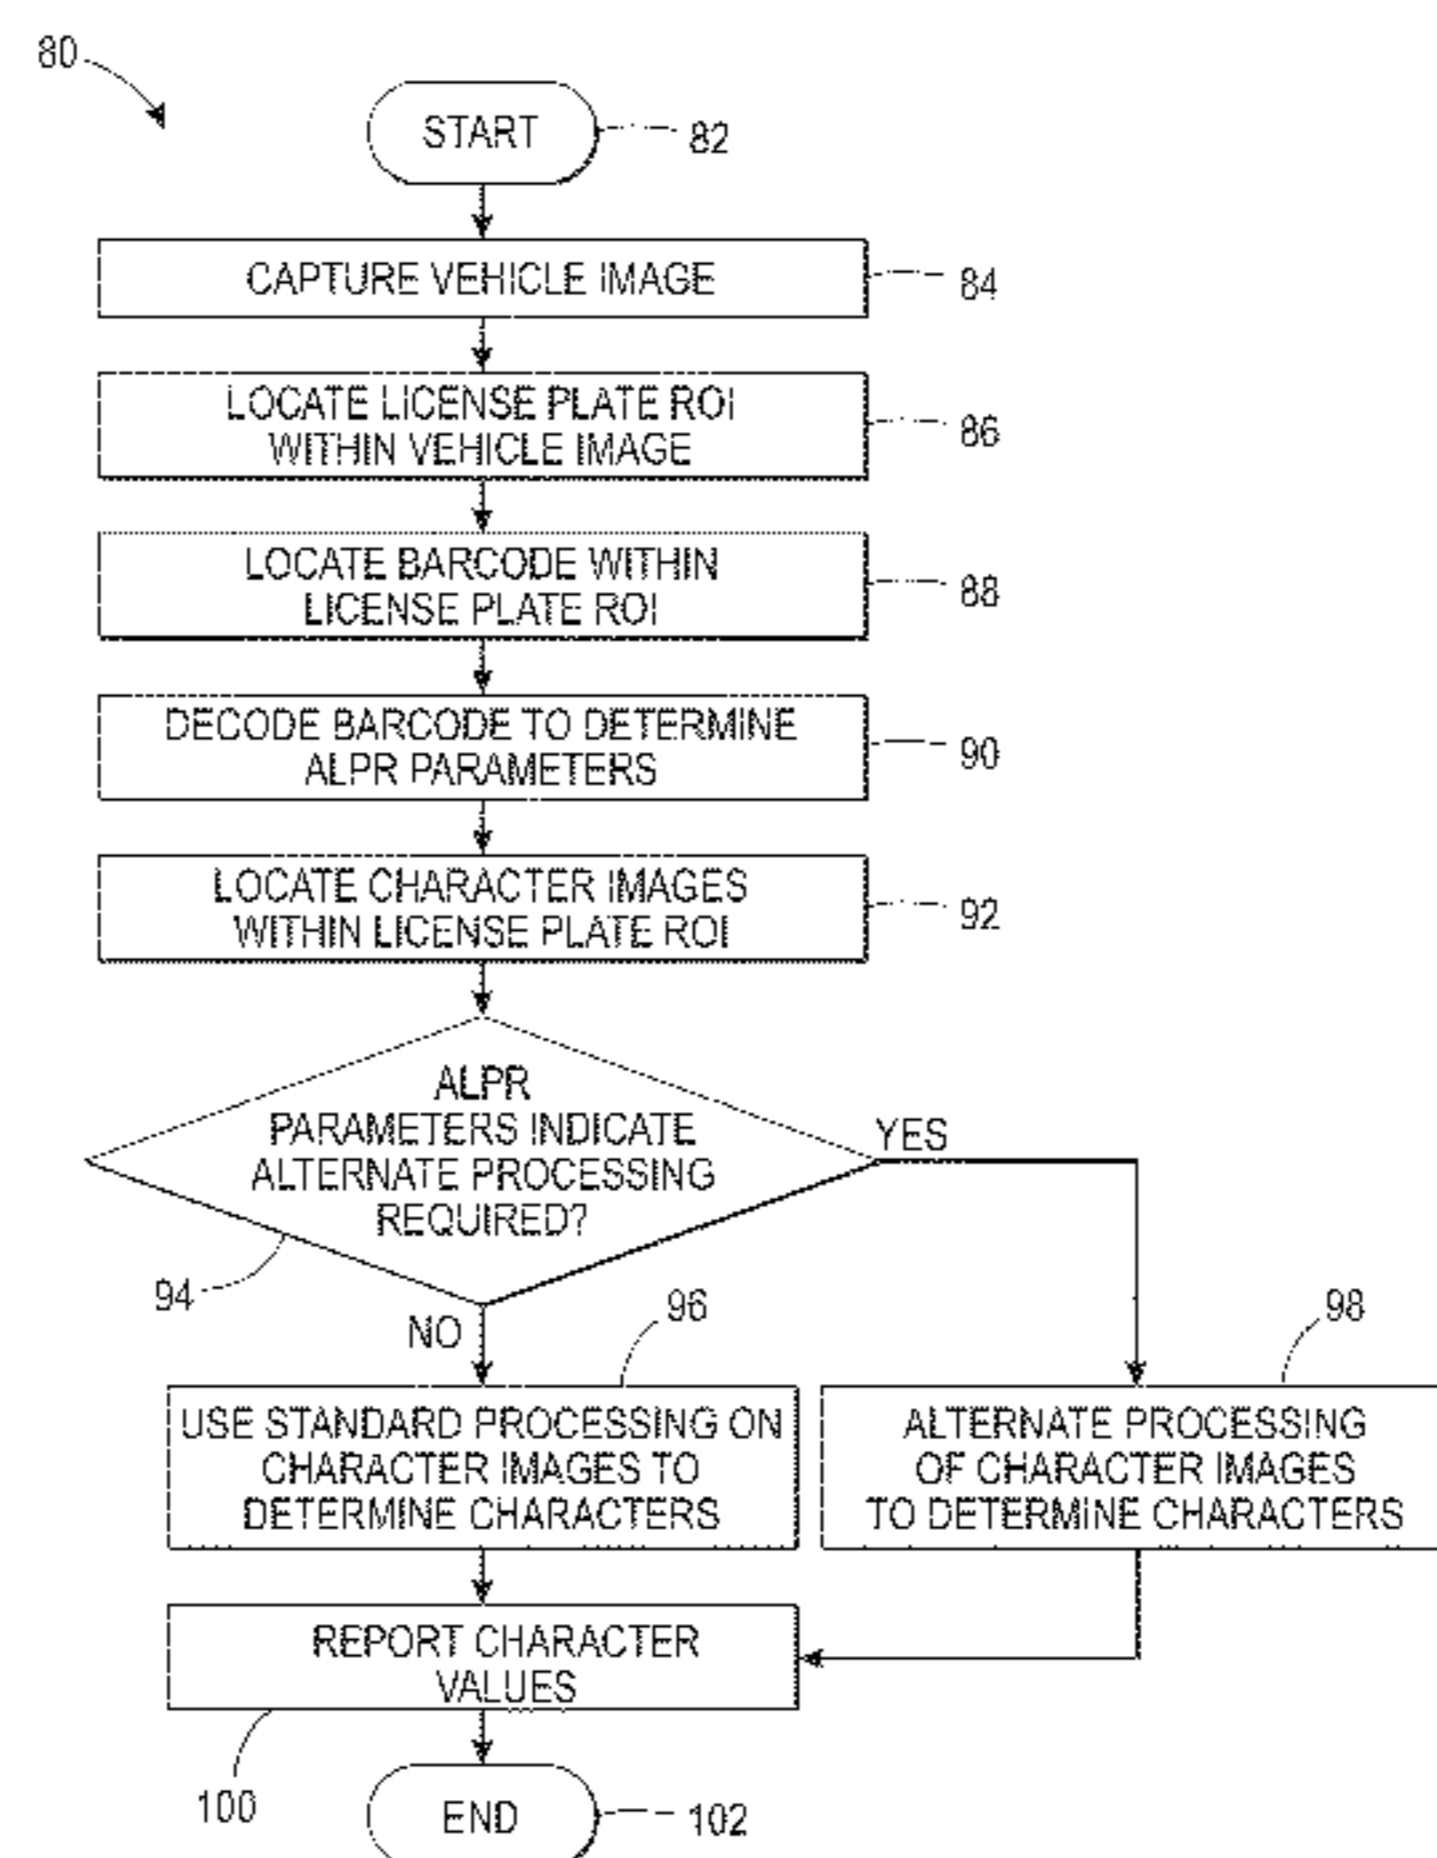 80
START
82
CAPTURE VEHICLE IMAGE
84
LOCATE LICENSE PLATE ROI
WITHIN VEHICLE IMAGE
86
LOCATE BARCODE WITHIN
LICENSE PLATE ROI
88
DECODE BARCODE TO DETERMINE
ALPR PARAMETERS
90
LOCATE CHARACTER IMAGES
WITHIN LICENSE PLATE ROI
92
ALPR
PARAMETERS INDICATE
ALTERNATE PROCESSING
REQUIRED?
YES
94
NO
96
98
USE STANDARD PROCESSING ON
CHARACTER IMAGES TO
DETERMINE CHARACTERS
ALTERNATE PROCESSING
OF CHARACTER IMAGES
TO DETERMINE CHARACTERS
REPORT CHARACTER
VALUES
100
END
102